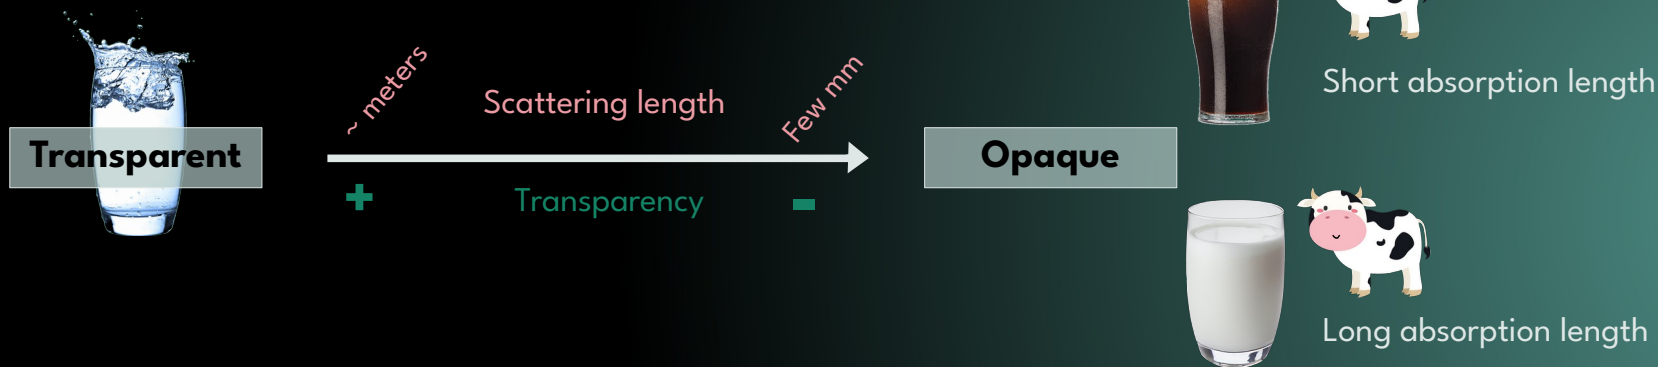 ~ meters
Scattering length
Few mm
Short absorption length
Transparent
Opaque
+
Transparency
-
Long absorption length